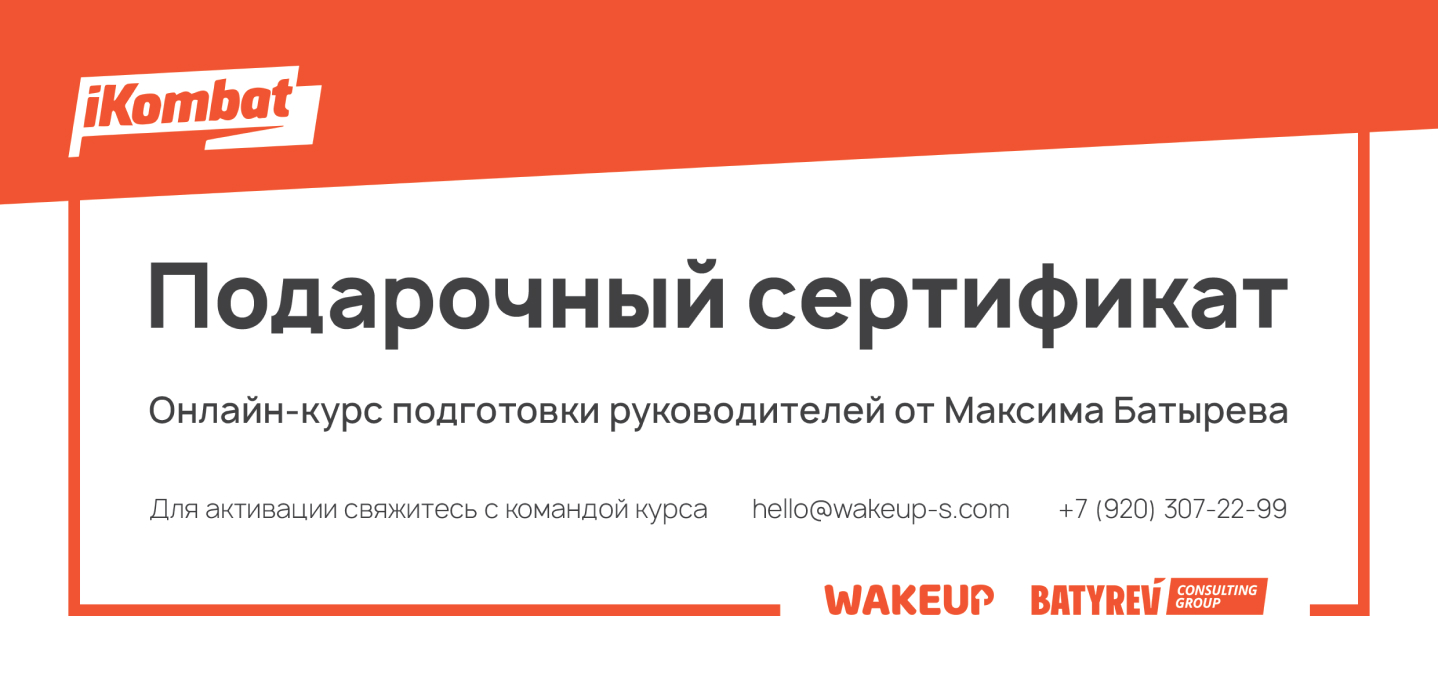 iKombat
Подарочный сертификат
Онлайн-курс подготовки руководителей от Максима Батырева
Для активации свяжитесь с командой курса hello@wakeup-s.com +7 (920) 307-22-99
WAKEUP BATYREV CONSULTING
GROUP